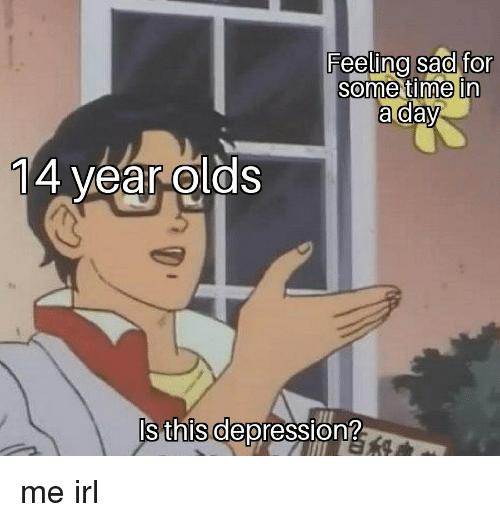 Feeling sad for
some time in
a day
14 year olds
Is this depression?
me irl